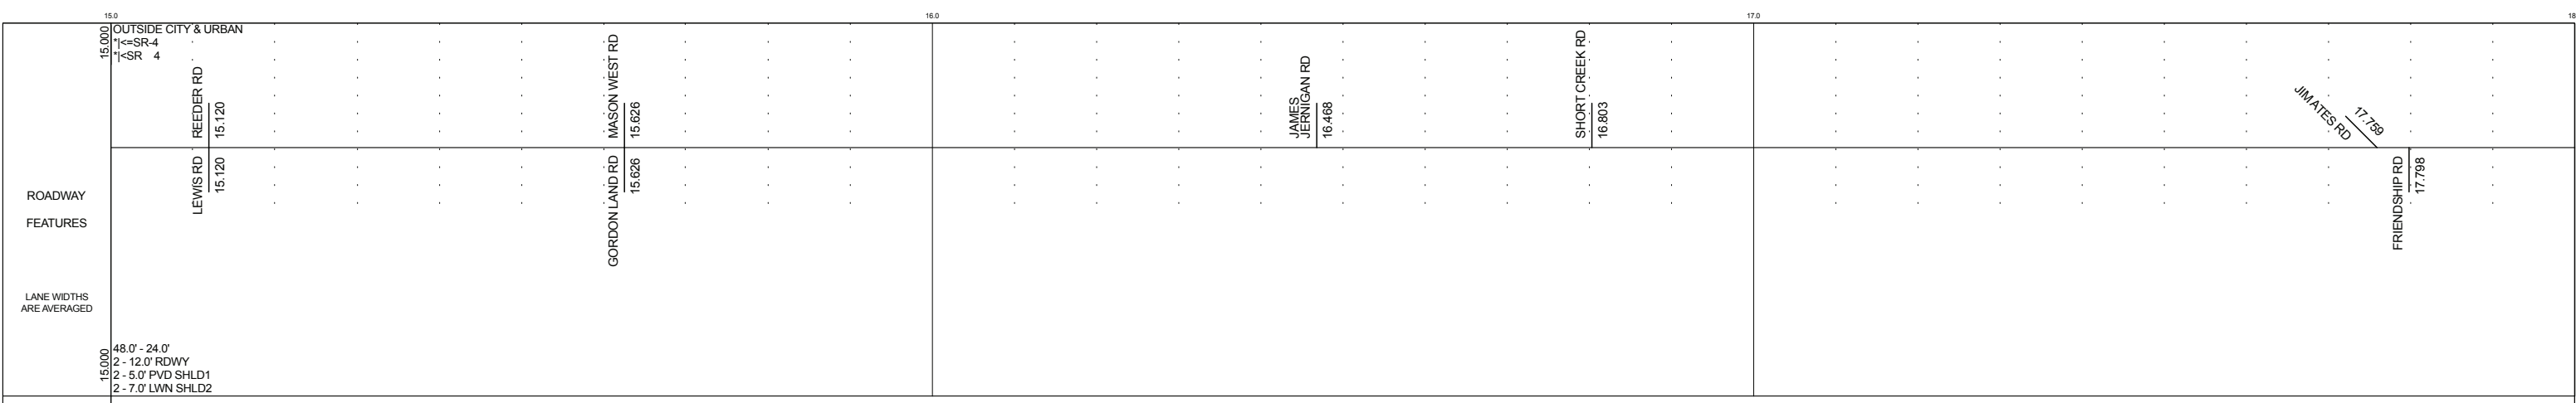 15.0
16.0
17.0
18
15.000
OUTSIDE CITY & URBAN
*|<=SR-4
*|<SR 4
REEDER RD
15.120
MASON WEST RD
15.626
JAMES
JERNIGAN RD
16.468
SHORT CREEK RD
16.803
JIM ATES RD
17.759
LEWIS RD
15.120
GORDON LAND RD
15.626
FRIENDSHIP RD
17.798
ROADWAY
FEATURES
LANE WIDTHS
ARE AVERAGED
15.000
48.0' - 24.0'
2 - 12.0' RDWY
2 - 5.0' PVD SHLD1
2 - 7.0' LWN SHLD2